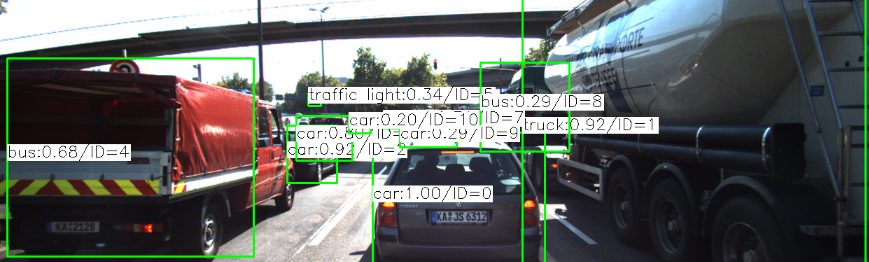 traffic light:0.34/ID=5
bus:0.29/ID=8
car:0.20/ID=10
/ID=7
truck:0.92/ID=1
car:0.80/ID=
car:0.29/ID=9
bus:0.68/ID=4
car:0.92/ID=2
car:1.00/ID=0
KA JS 6312
KA 2128